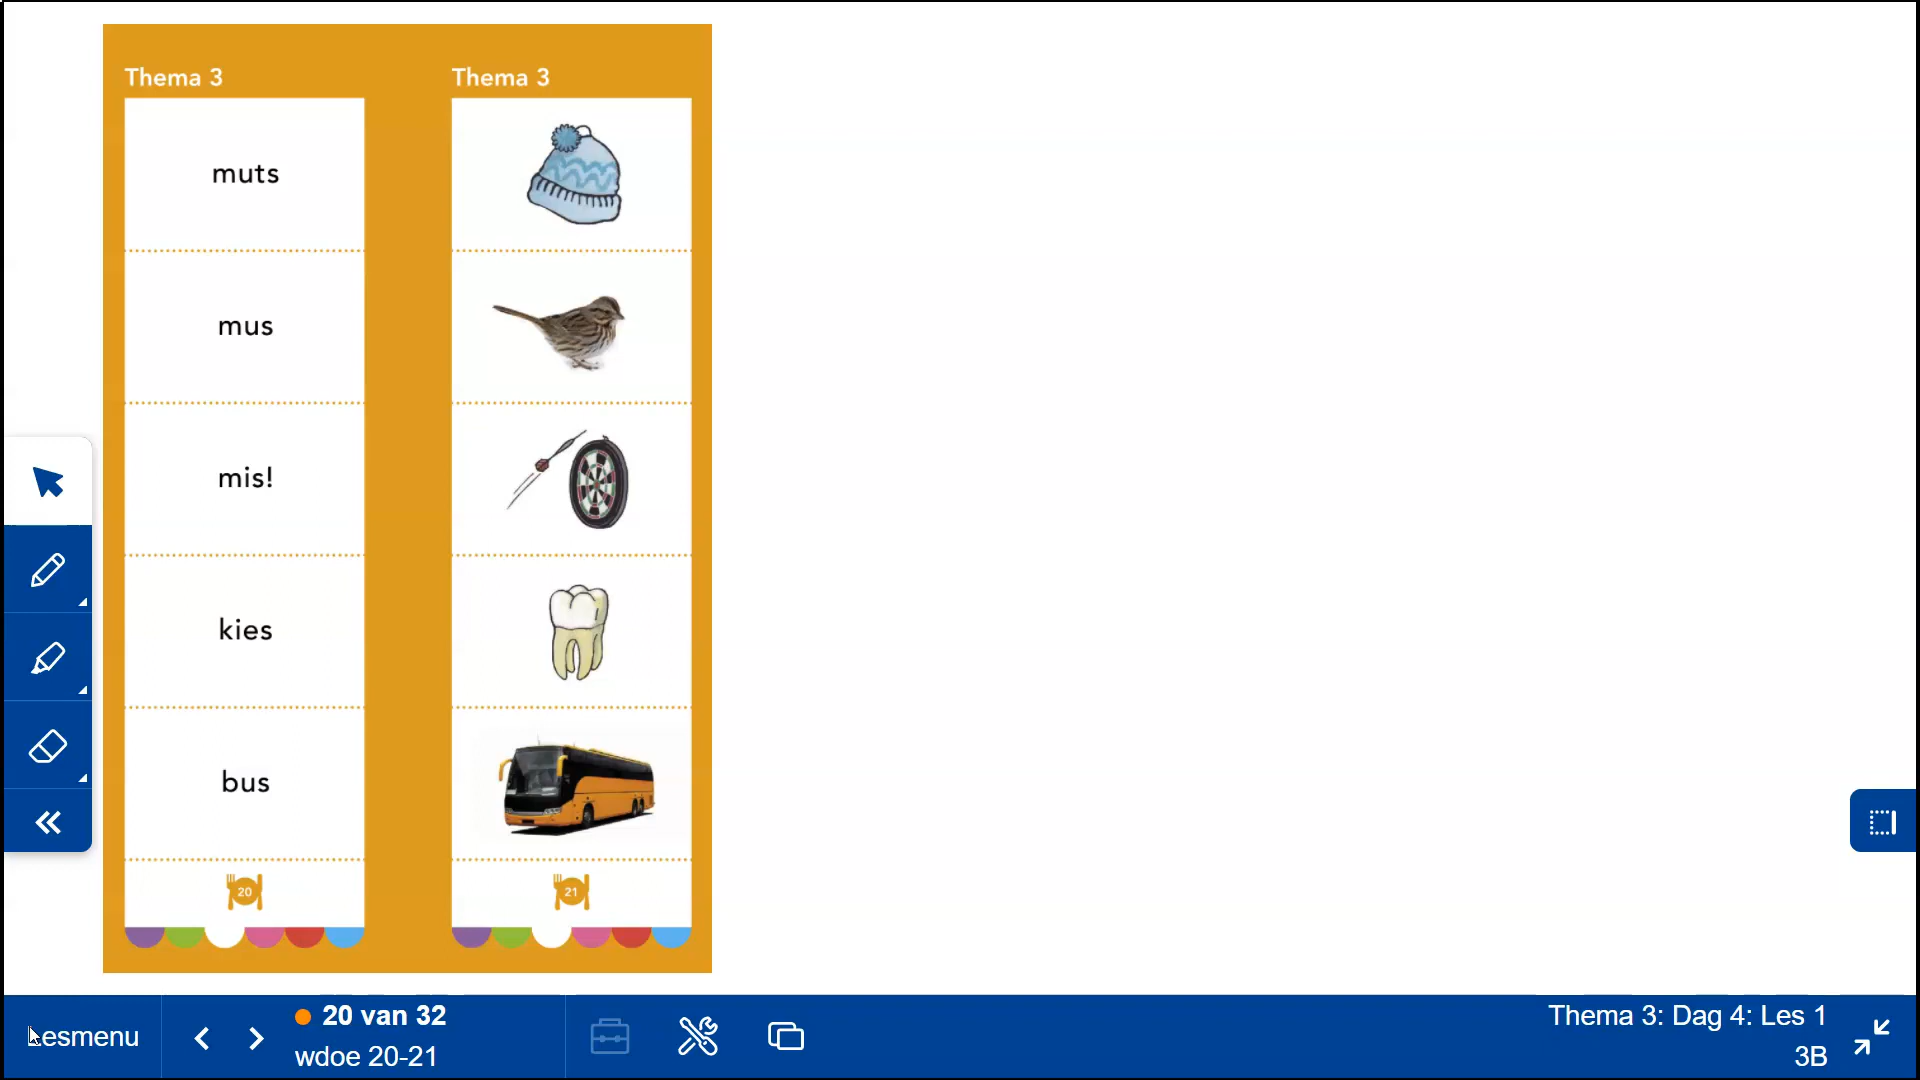 Thema 3
muts
mus
mis!
kies
bus
20
Thema 3
21
Lesmenu
20 van 32
wdoe 20-21
Thema 3: Dag 4: Les 1
3B